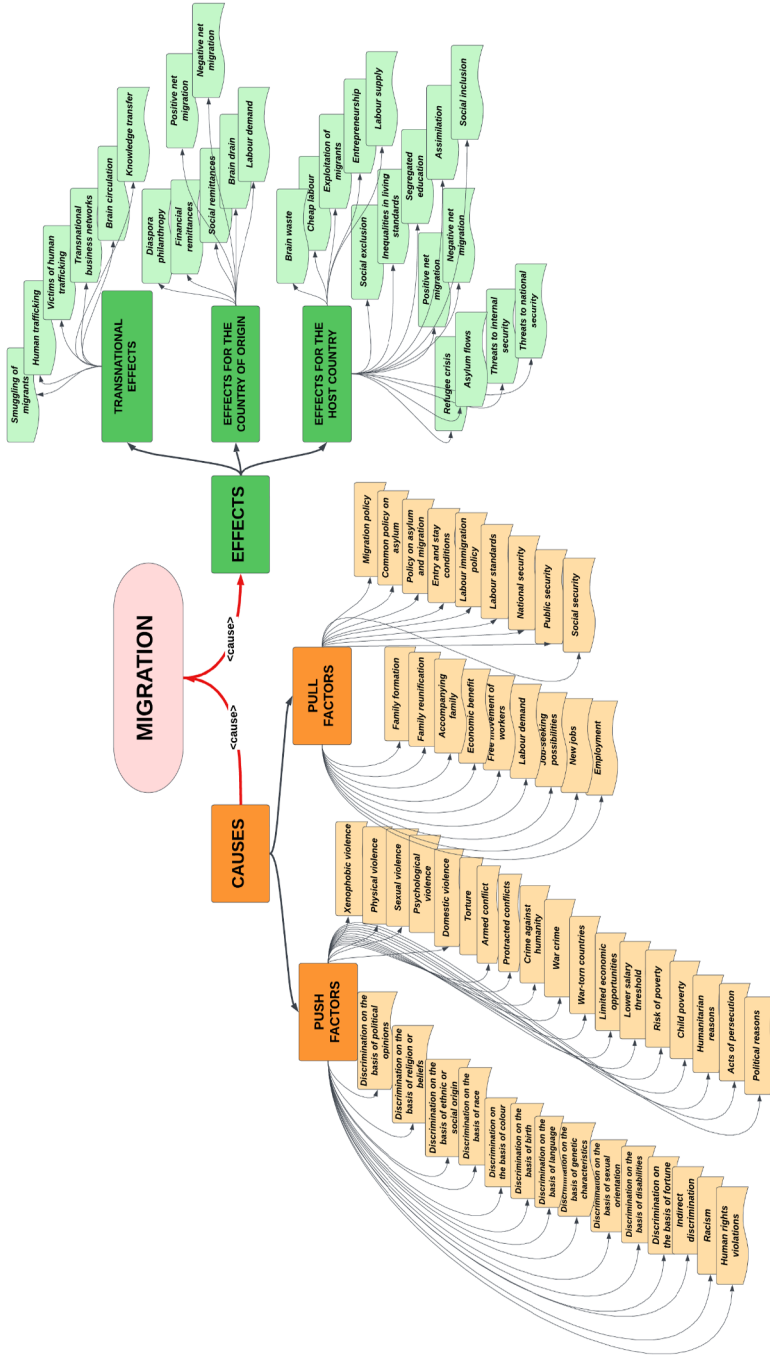 MIGRATION
<cause>
<cause>
CAUSES
EFFECTS
PUSH
FACTORS
PULL
FACTORS
TRANSNATIONAL
EFFECTS
EFFECTS FOR THE
COUNTRY OF ORIGIN
EFFECTS FOR THE
HOST COUNTRY
Discrimination on the
basis of political
opinions
Discrimination on the
basis of religion or
beliefs
Discrimination on the
basis of ethnic or
social origin
Discrimination on the
basis of race
Discrimination on
the basis of colour
Discrimination on the
basis of birth
Discrimination on the
basis of language
Discrimination on the
basis of genetic
characteristics
Discrimination on the
basis of sexual
orientation
Discrimination on the
basis of disabilities
Discrimination on
the basis of fortune
Indirect
discrimination
Racism
Human rights
violations
Xenophobic violence
Physical violence
Sexual violence
Psychological
violence
Domestic violence
Torture
Armed conflict
Protracted conflicts
Crime against
humanity
War crime
War-torn countries
Limited economic
opportunities
Lower salary
threshold
Risk of poverty
Child poverty
Humanitarian
reasons
Acts of persecution
Political reasons
Family formation
Family reunification
Accompanying
family
Economic benefit
Free movement of
workers
Labour demand
Job-seeking
possibilities
New jobs
Employment
Migration policy
Common policy on
asylum
Policy on asylum
and migration
Entry and stay
conditions
Labour immigration
policy
Labour standards
National security
Public security
Social security
Smuggling of
migrants
Human trafficking
Victims of human
trafficking
Transnational
business networks
Brain circulation
Knowledge transfer
Diaspora
philanthropy
Financial
remittances
Social remittances
Brain drain
Labour demand
Positive net
migration
Negative net
migration
Brain waste
Cheap labour
Exploitation of
migrants
Entrepreneurship
Labour supply
Social exclusion
Inequalities in living
standards
Segregated
education
Assimilation
Social inclusion
Positive net
migration
Negative net
migration
Refugee crisis
Asylum flows
Threats to internal
security
Threats to national
security